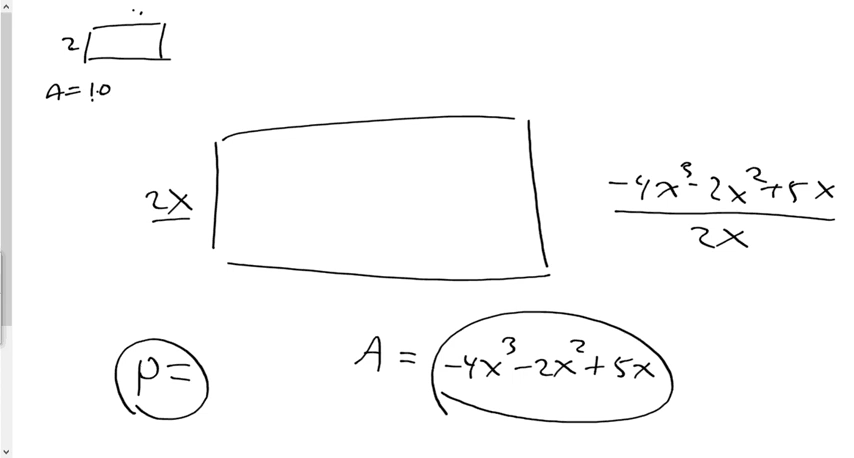 2
A = 10
2x
-4x³ - 2x² + 5x
2x
P =
A = -4x³ - 2x² + 5x